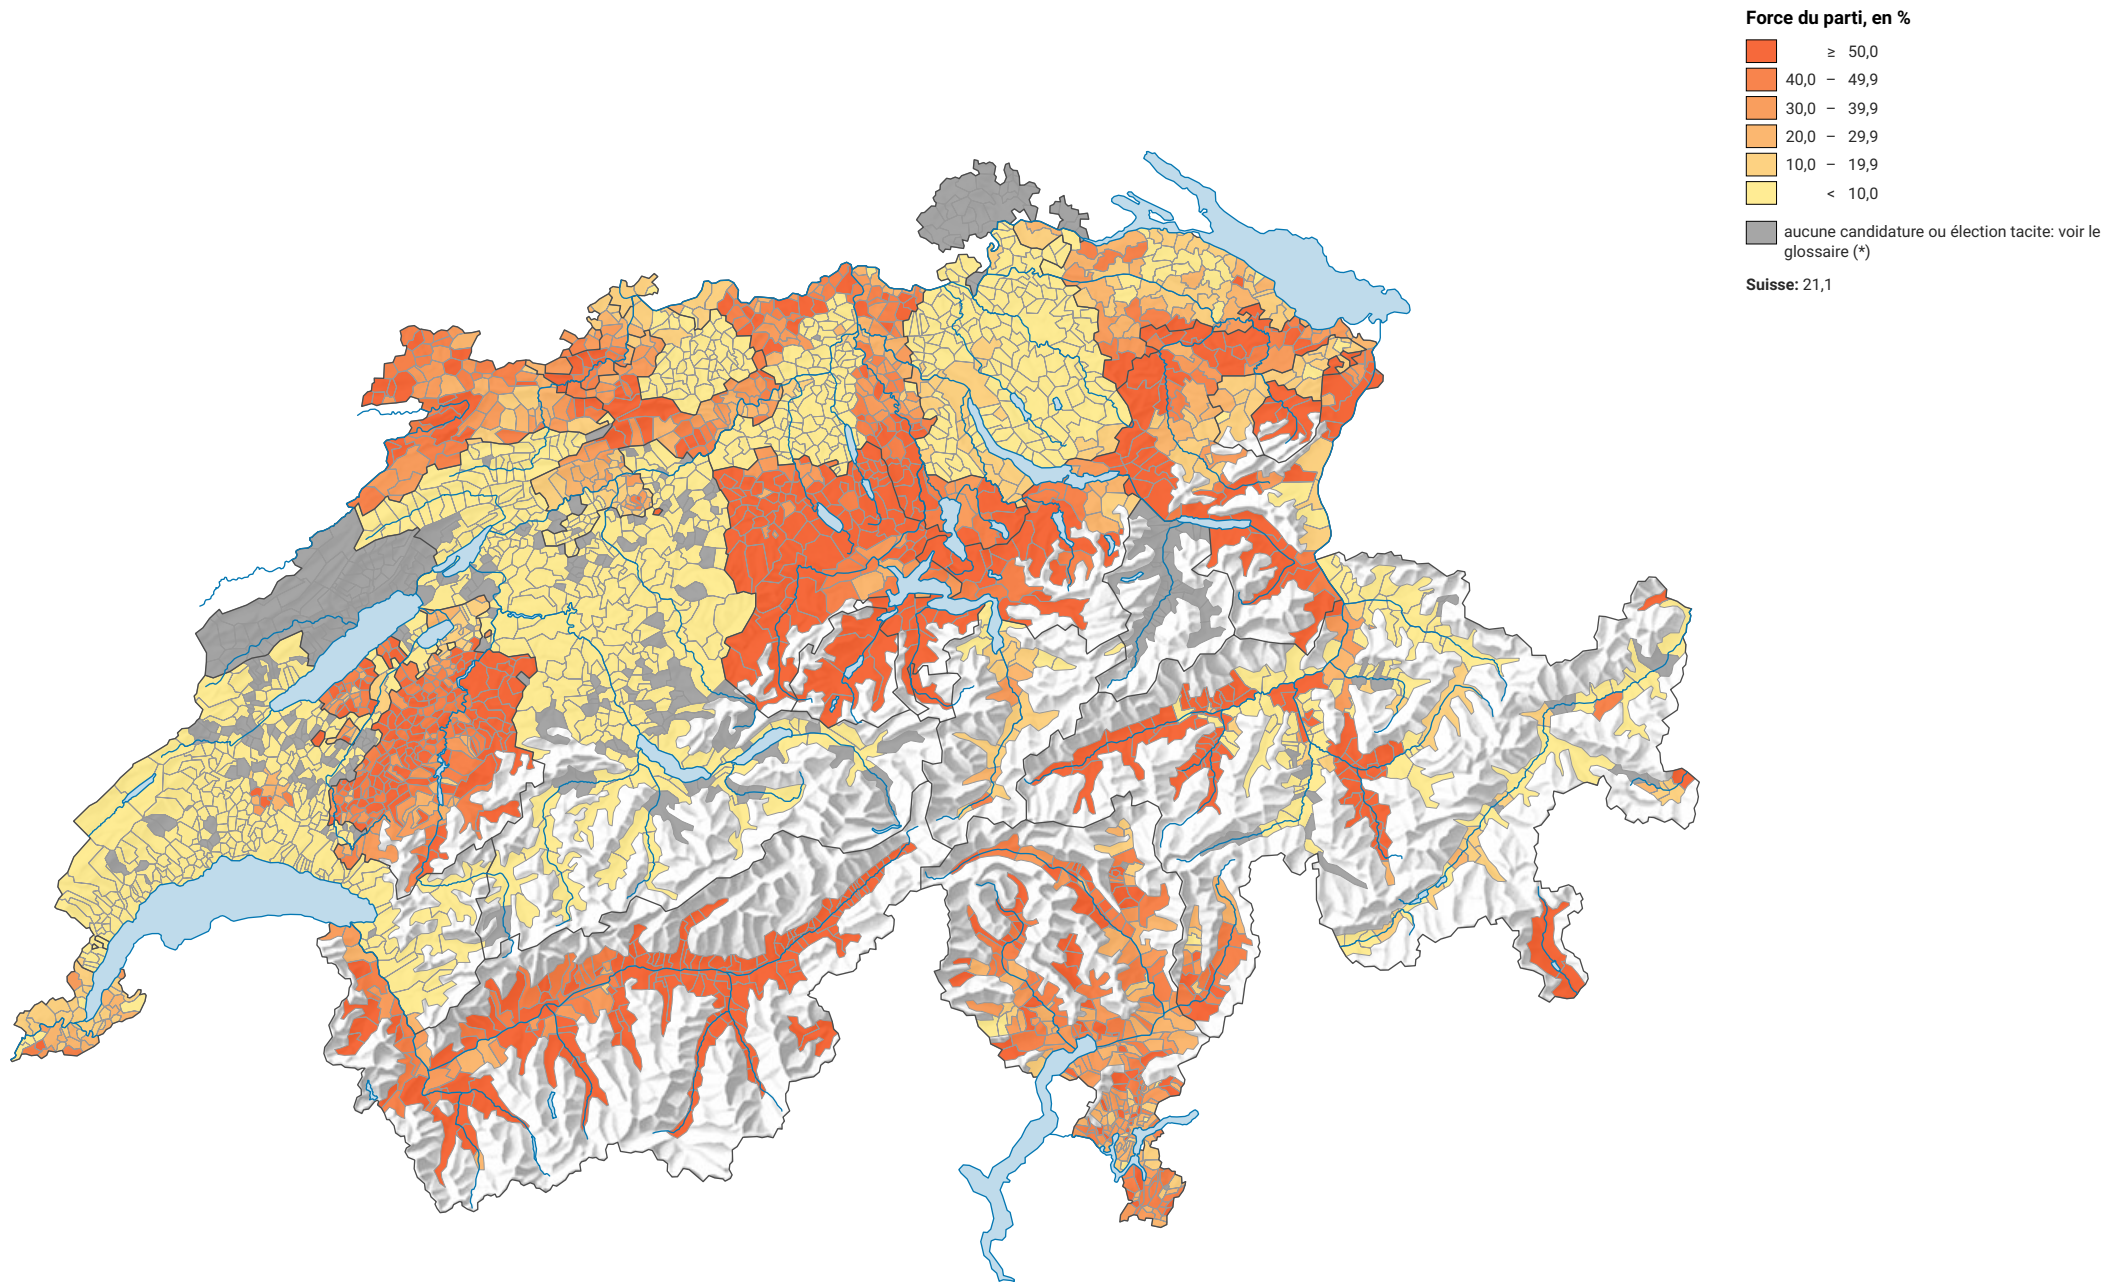 Force du parti, en %
≥ 50,0
40,0 – 49,9
30,0 – 39,9
20,0 – 29,9
10,0 – 19,9
< 10,0
aucune candidature ou élection tacite: voir le
glossaire (*)
Suisse: 21,1